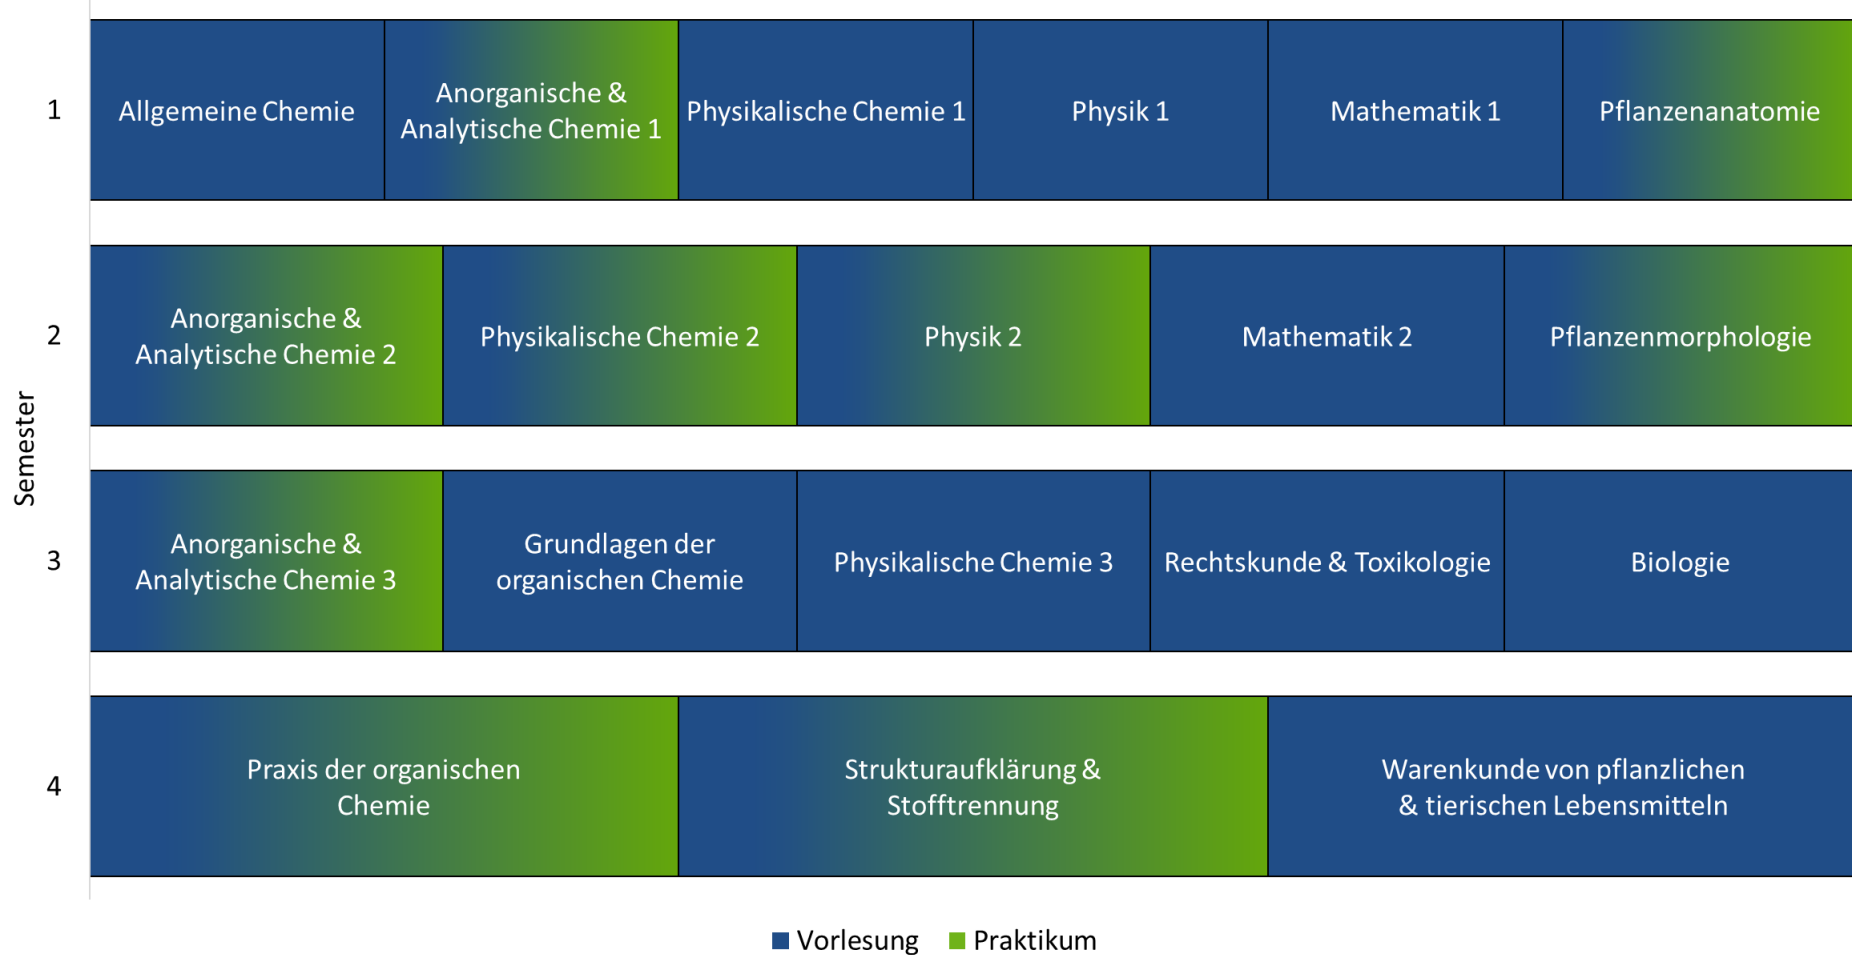 Semester
1
Allgemeine Chemie
Anorganische &
Analytische Chemie 1
Physikalische Chemie 1
Physik 1
Mathematik 1
Pflanzenanatomie
2
Anorganische &
Analytische Chemie 2
Physikalische Chemie 2
Physik 2
Mathematik 2
Pflanzenmorphologie
3
Anorganische &
Analytische Chemie 3
Grundlagen der
organischen Chemie
Physikalische Chemie 3
Rechtskunde & Toxikologie
Biologie
4
Praxis der organischen
Chemie
Strukturaufklärung &
Stofftrennung
Warenkunde von pflanzlichen
& tierischen Lebensmitteln
Vorlesung
Praktikum